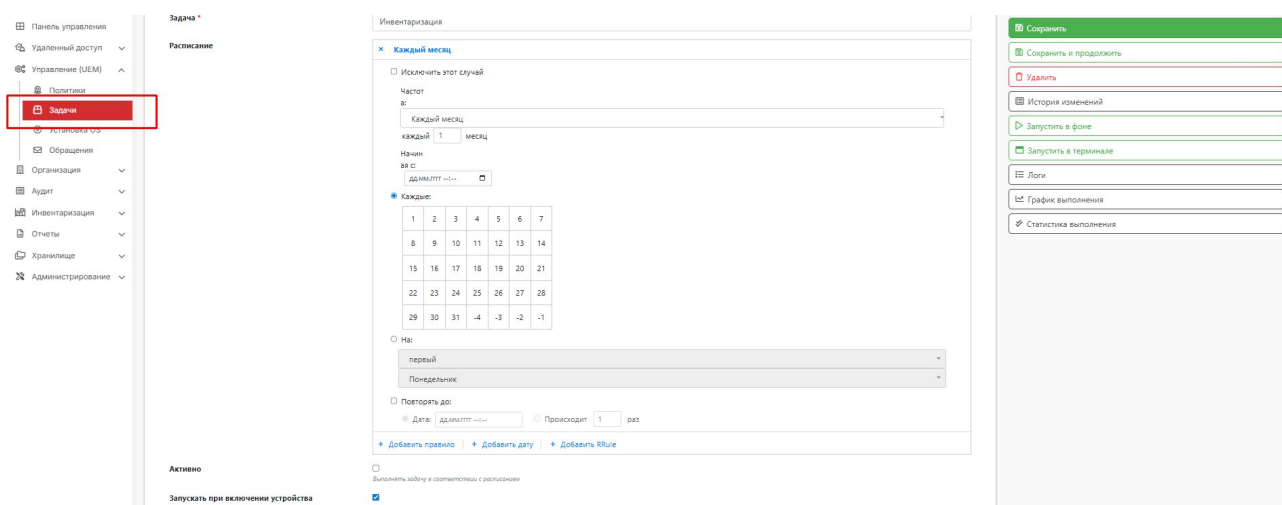 Панель управления
Удаленный доступ
Управление (UEM)
Политики
Задачи
Установка OS
Обращения
Организация
Аудит
Инвентаризация
Отчеты
Хранилище
Администрирование
Задача *
Инвентаризация
Расписание
× Каждый месяц
Исключить этот случай
Частот
а:
Каждый месяц
каждый 1 месяц
Начин
ая с:
дд.мм.гггг --:--
Каждые:
1 2 3 4 5 6 7
8 9 10 11 12 13 14
15 16 17 18 19 20 21
22 23 24 25 26 27 28
29 30 31 -4 -3 -2 -1
На:
первый
Понедельник
Повторять до:
Дата: дд.мм.гггг --:-- Происходит 1 раз
+ Добавить правило + Добавить дату + Добавить RRule
Активно
Выполнять задачу в соответствии с расписанием
Запускать при включении устройства
Сохранить
Сохранить и продолжить
Удалить
История изменений
Запустить в фоне
Запустить в терминале
Логи
График выполнения
Статистика выполнения